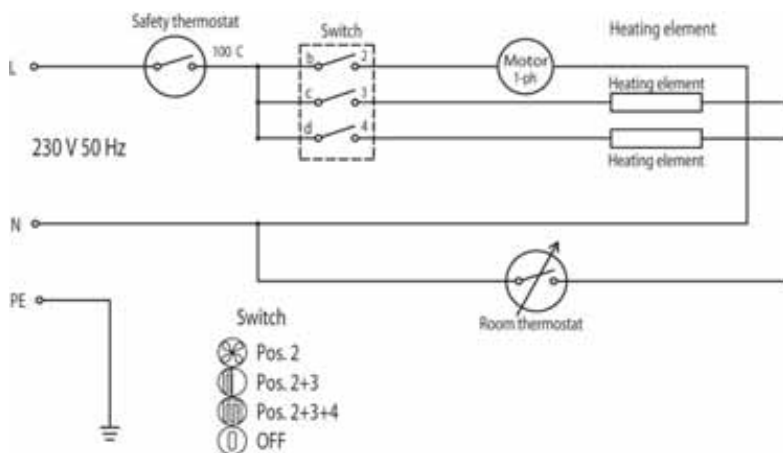 Safety thermostat
Switch
Heating element
L
100 C
b
2
Motor
1-ph
Heating element
c
3
d
4
Heating element
230 V 50 Hz
N
Room thermostat
PE
Switch
Pos. 2
Pos. 2+3
Pos. 2+3+4
OFF